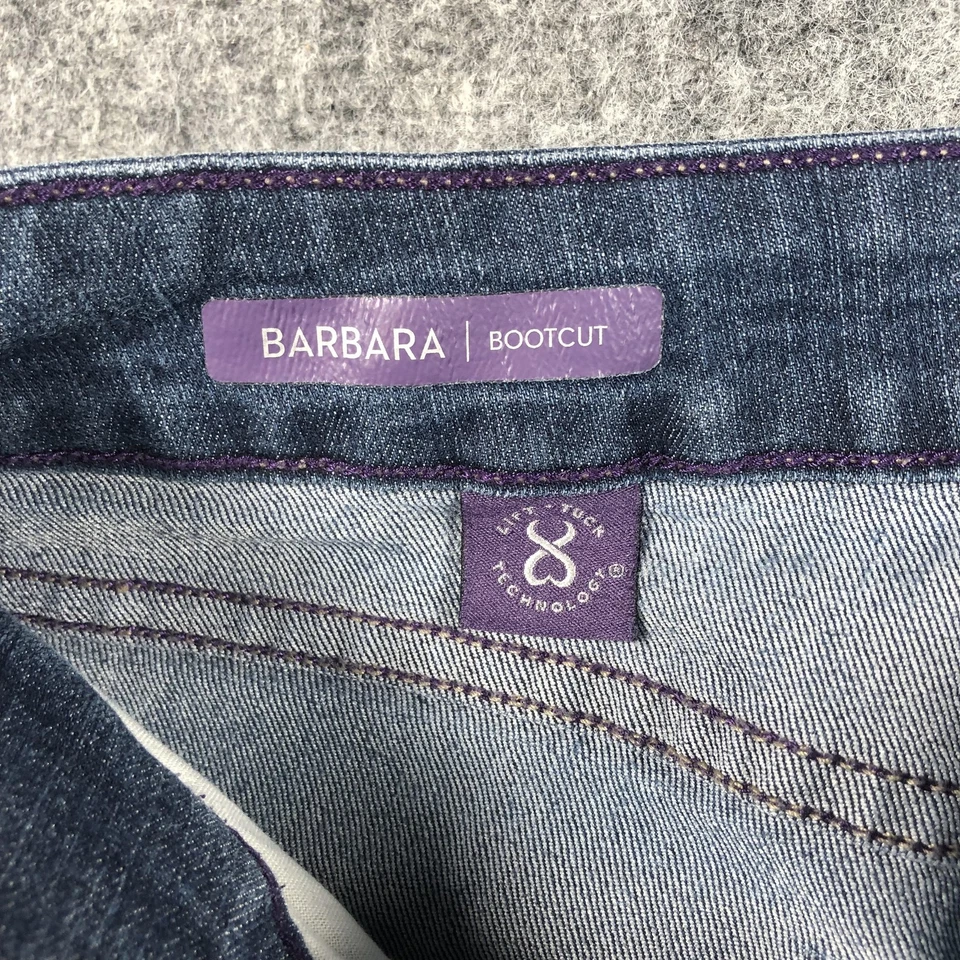 BARBARA | BOOTCUT
LIFT - TUCK
TECHNOLOGY®